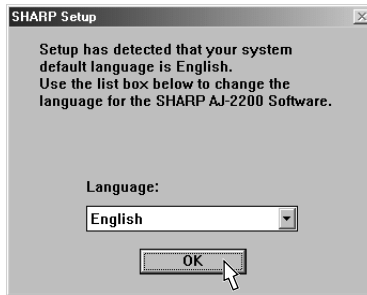 SHARP Setup
Setup has detected that your system
default language is English.
Use the list box below to change the
language for the SHARP AJ-2200 Software.
Language:
English
OK